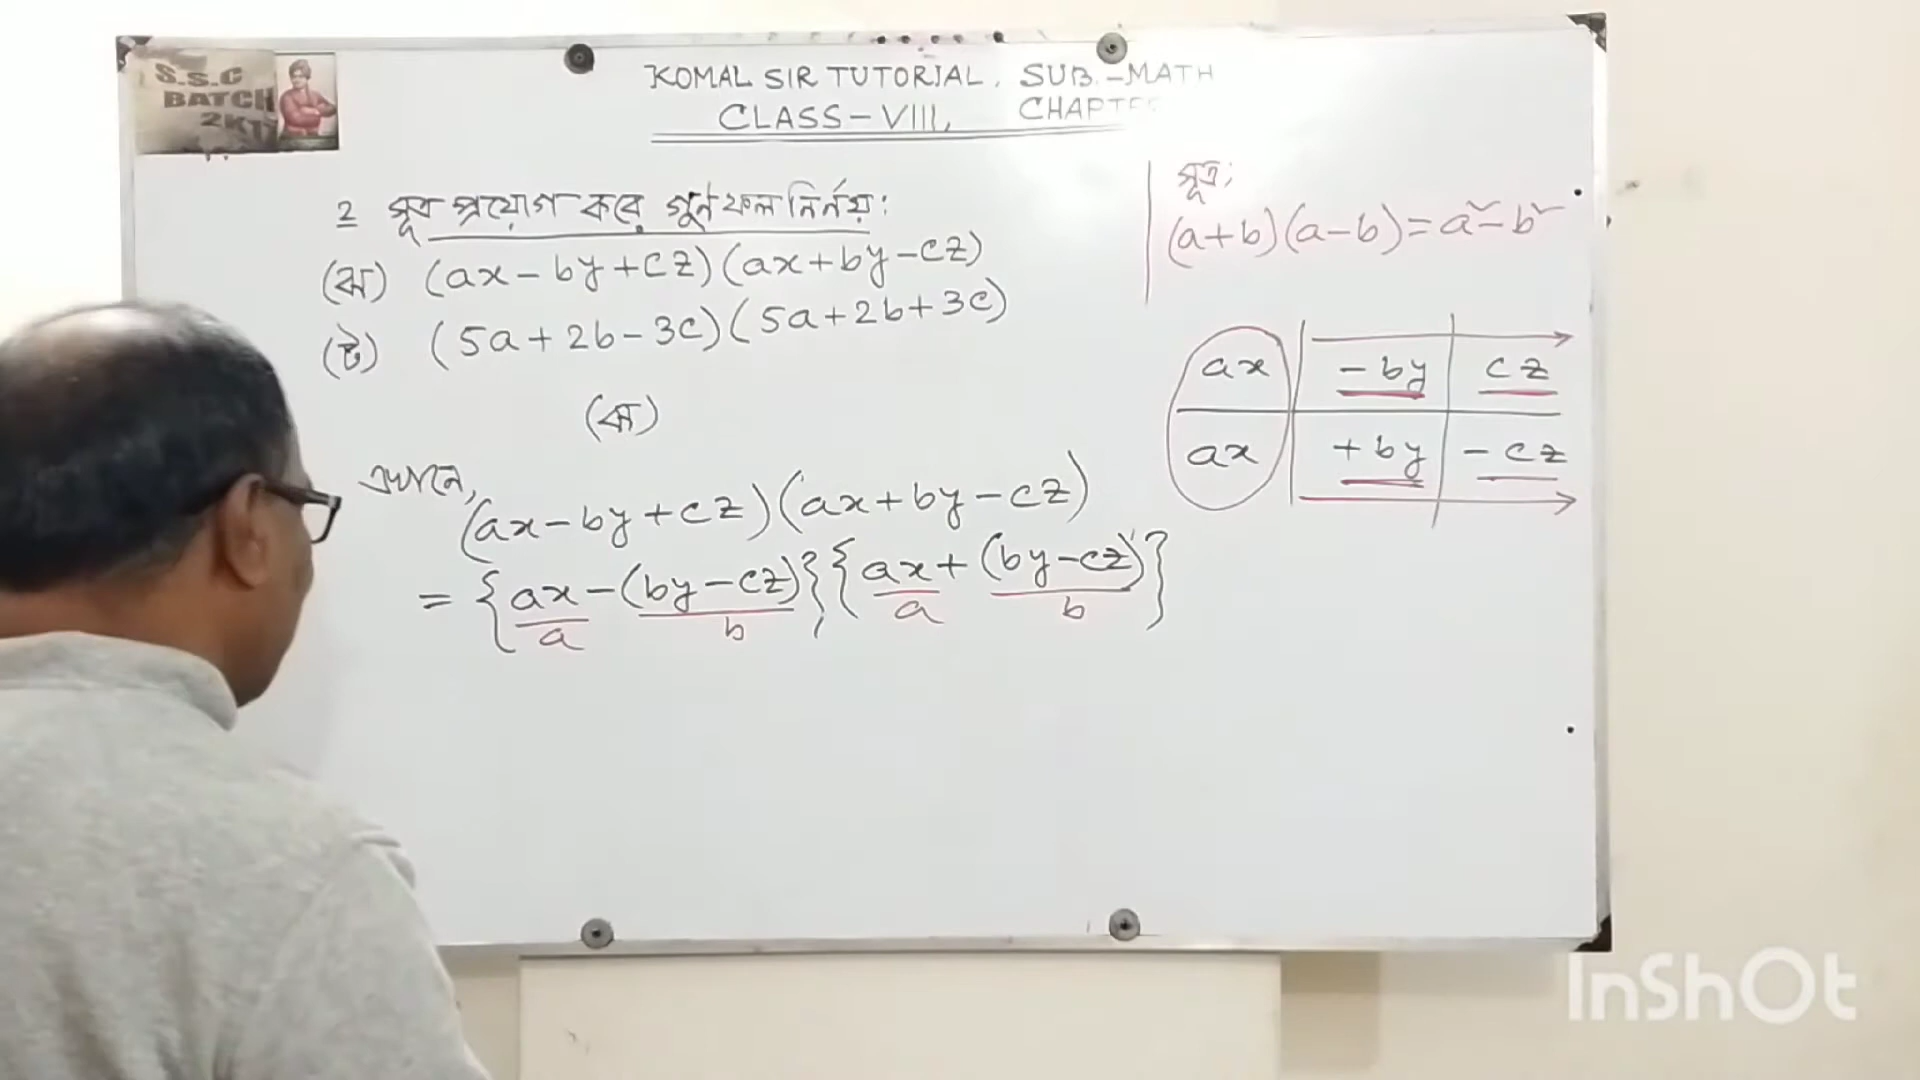 S.S.C
BATCH
2KT
KOMAL SIR TUTORIAL, SUB.-MATH
CLASS-VIII, CHAPTE
2 সূত্র প্রয়োগ করে গুণফল নির্ণয়:
(ঝ) (ax-by+cz)(ax+by-cz)
(ট) (5a+2b-3c)(5a+2b+3c)
(ঝ)
এখানে,
(ax-by+cz)(ax+by-cz)
= {ax-(by-cz)}{ax+(by-cz)}
a b a b
সূত্র:
(a+b)(a-b)=a²-b²
ax -by cz
ax +by -cz
InShOt